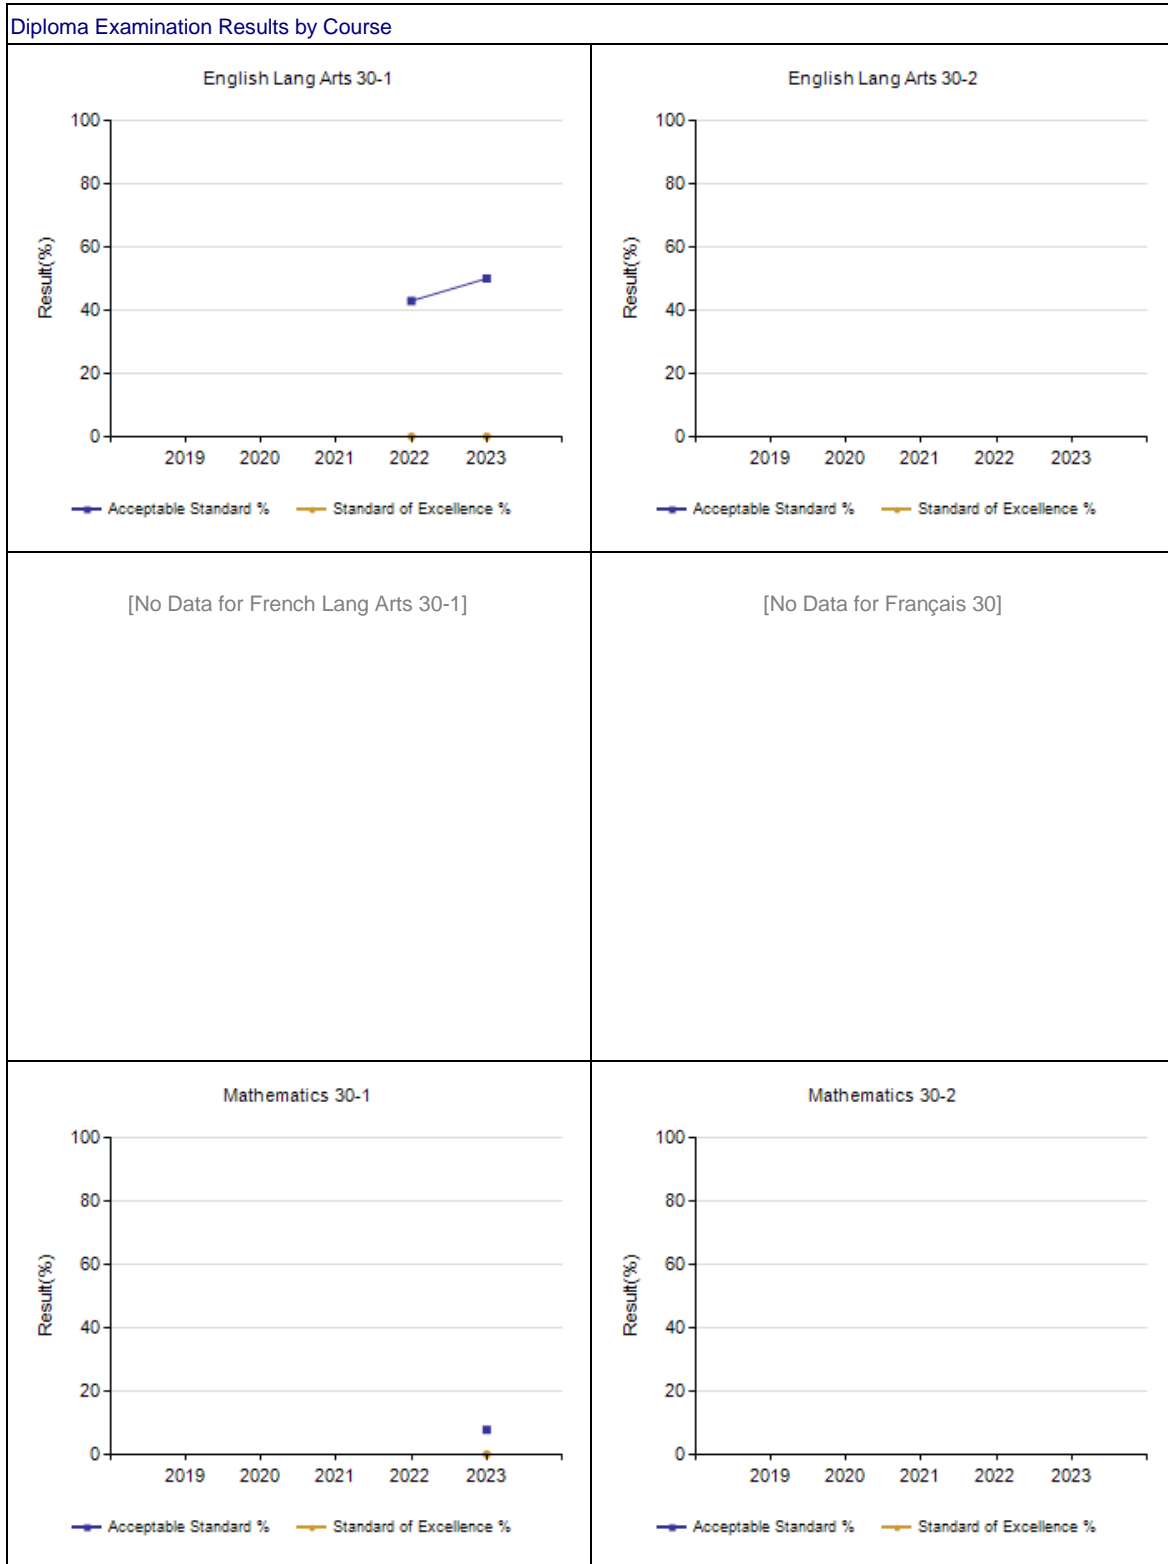 Diploma Examination Results by Course
English Lang Arts 30-1
100
80
60
40
20
0
Result(%)
2019 2020 2021 2022 2023
Acceptable Standard % Standard of Excellence %
English Lang Arts 30-2
100
80
60
40
20
0
Result(%)
2019 2020 2021 2022 2023
Acceptable Standard % Standard of Excellence %
[No Data for French Lang Arts 30-1]
[No Data for Français 30]
Mathematics 30-1
100
80
60
40
20
0
Result(%)
2019 2020 2021 2022 2023
Acceptable Standard % Standard of Excellence %
Mathematics 30-2
100
80
60
40
20
0
Result(%)
2019 2020 2021 2022 2023
Acceptable Standard % Standard of Excellence %